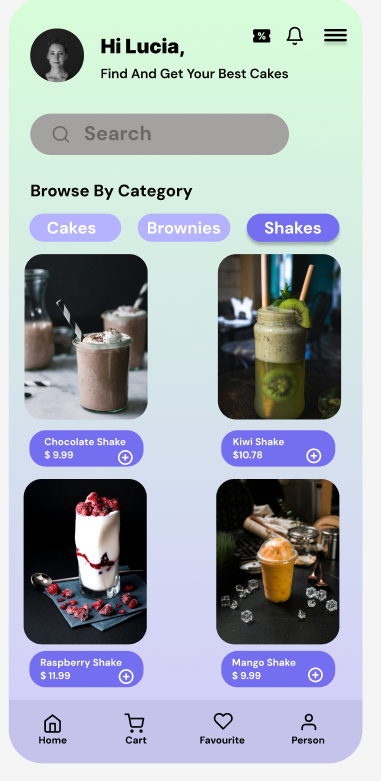 Hi Lucia,
%
Find And Get Your Best Cakes
Search
Browse By Category
Cakes Brownies Shakes
Chocolate Shake
$ 9.99
Kiwi Shake
$10.78
Raspberry Shake
$ 11.99
Mango Shake
$ 9.99
Home Cart Favourite Person